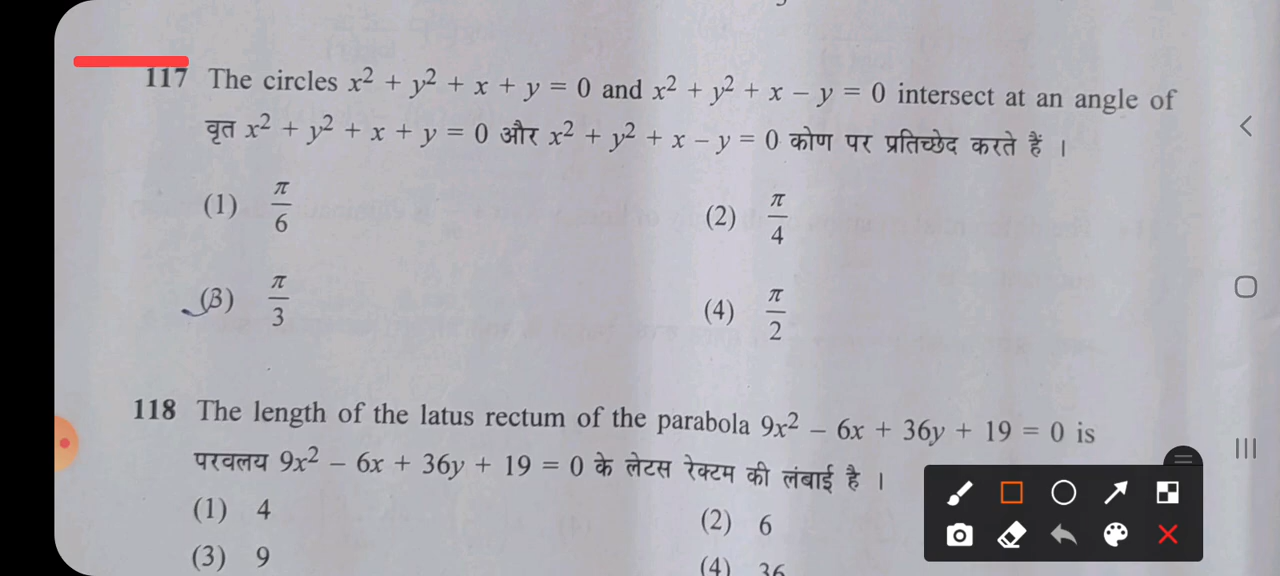 117 The circles x² + y² + x + y = 0 and x² + y² + x − y = 0 intersect at an angle of
वृत x² + y² + x + y = 0 और x² + y² + x − y = 0 कोण पर प्रतिच्छेद करते हैं ।
(1) π/6 (2) π/4
(3) π/3 (4) π/2
118 The length of the latus rectum of the parabola 9x² − 6x + 36y + 19 = 0 is
परवलय 9x² − 6x + 36y + 19 = 0 के लेटस रेक्टम की लंबाई है ।
(1) 4 (2) 6
(3) 9 (4) 36